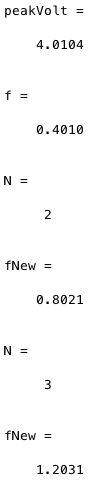 peakVolt =
4.0104
f =
0.4010
N =
2
fNew =
0.8021
N =
3
fNew =
1.2031